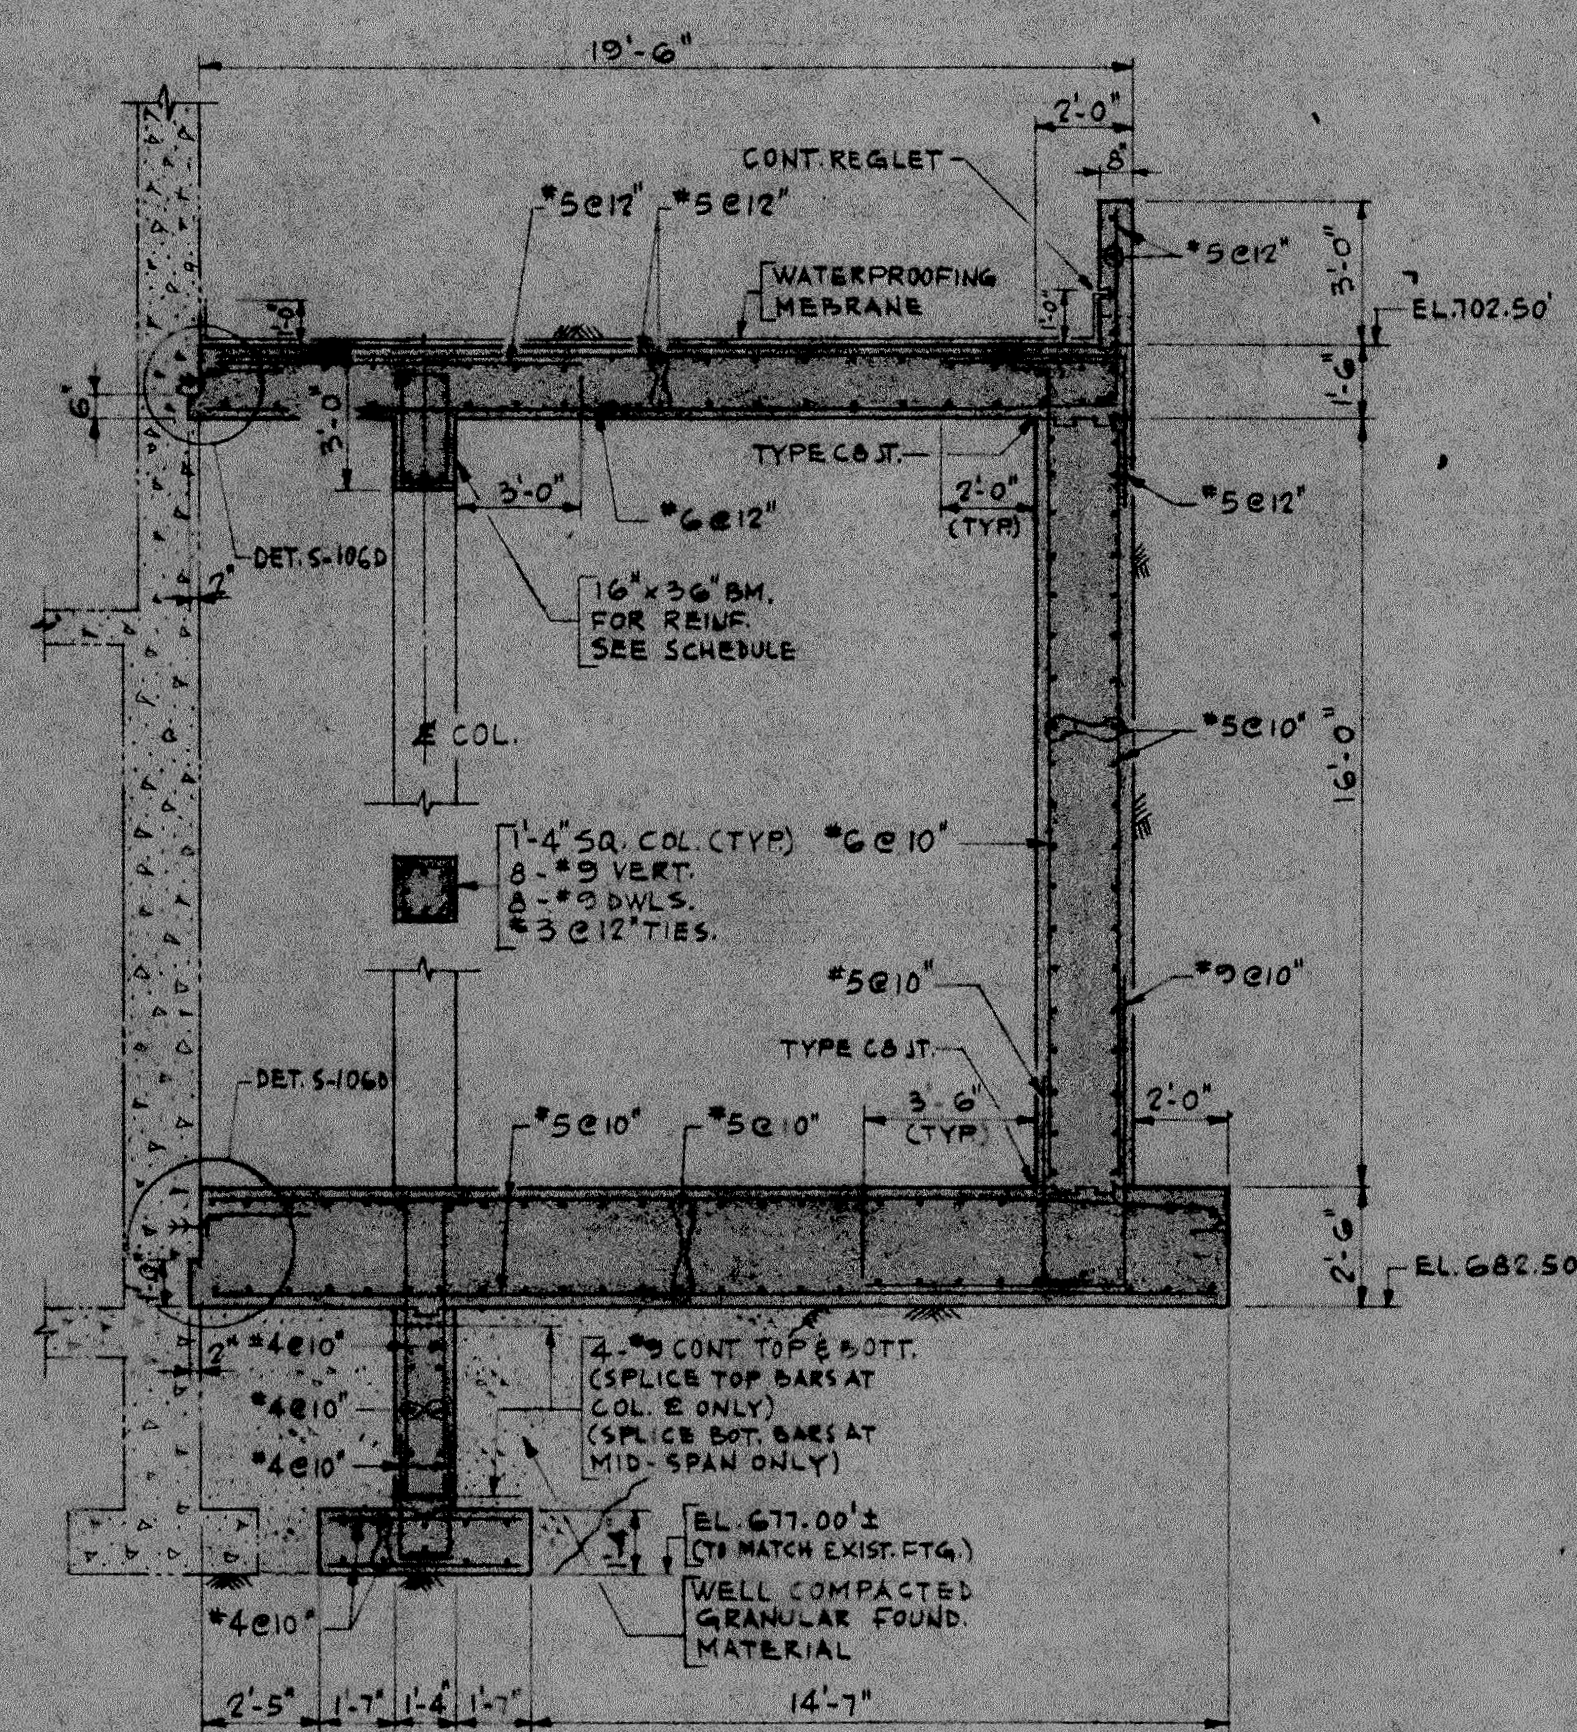 19'-6"
2'-0"
8"
CONT. REGLET
#5@12" #5@12"
#5@12"
3'-0"
WATERPROOFING
MEBRANE
1'-0"
1'-0"
EL.702.50'
1'-6"
6"
3'-0"
TYPE C8 JT.
3'-0"
2'-0"
(TYP.)
#6@12"
#5@12"
DET. S-106D
2"
16" x 36" BM.
FOR REINF.
SEE SCHEDULE
℄ COL.
#5@10"
16'-0"
1'-4" SQ. COL. (TYP.)
8-#9 VERT.
8-#9 DWLS.
#3@12" TIES.
#6@10"
#5@10"
#9@10"
TYPE C8 JT.
DET. S-106D
#5@10" #5@10"
3'-6"
(TYP.)
2'-0"
2'-6"
EL.682.50
2"
#4@10"
#4@10"
#4@10"
4-#9 CONT. TOP & BOTT.
(SPLICE TOP BARS AT
COL. ℄ ONLY)
(SPLICE BOT. BARS AT
MID-SPAN ONLY)
EL.677.00'±
(TO MATCH EXIST. FTG.)
WELL COMPACTED
GRANULAR FOUND.
MATERIAL
#4@10"
2'-5" 1'-7" 1'-4" 1'-7" 14'-7"